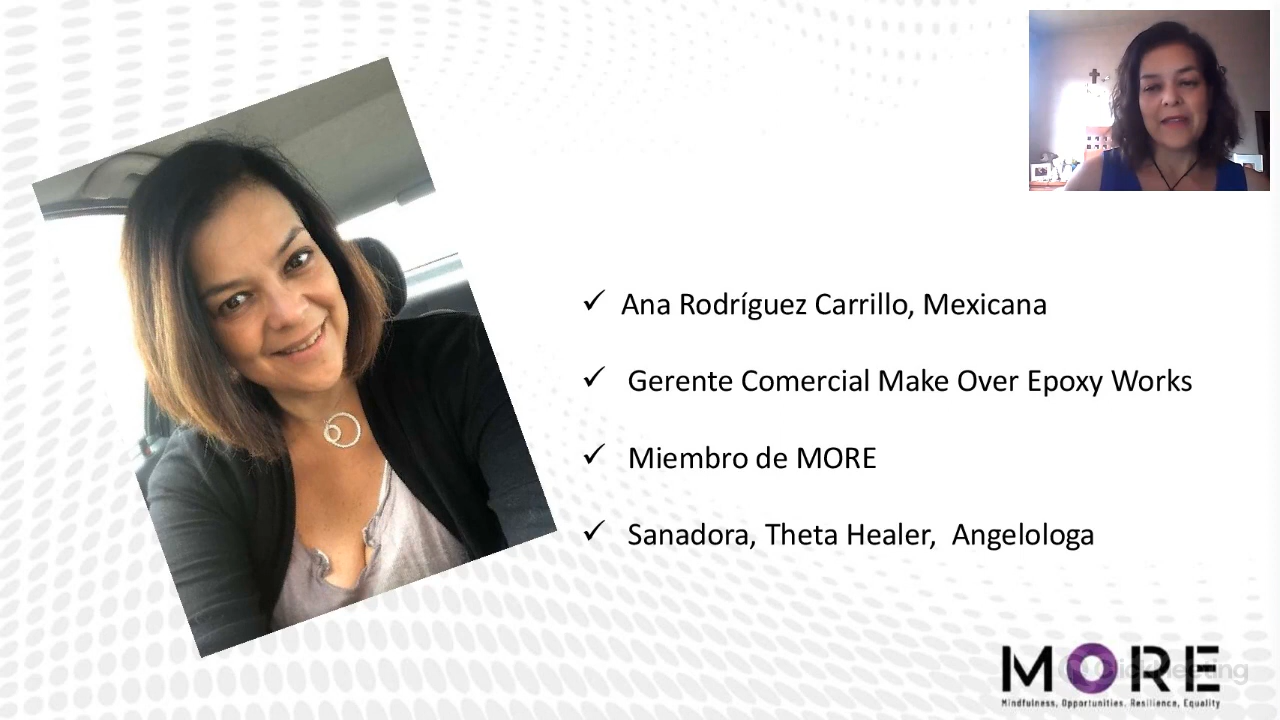 Ana Rodríguez Carrillo, Mexicana
Gerente Comercial Make Over Epoxy Works
Miembro de MORE
Sanadora, Theta Healer, Angelologa
MORE
ClickMeeting
Mindfulness, Opportunities, Resilience, Equality